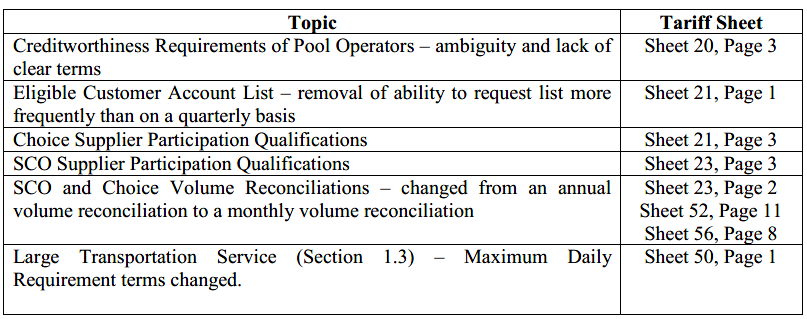 Topic Tariff Sheet
Creditworthiness Requirements of Pool Operators – ambiguity and lack of Sheet 20, Page 3
clear terms
Eligible Customer Account List – removal of ability to request list more Sheet 21, Page 1
frequently than on a quarterly basis
Choice Supplier Participation Qualifications Sheet 21, Page 3
SCO Supplier Participation Qualifications Sheet 23, Page 3
SCO and Choice Volume Reconciliations – changed from an annual Sheet 23, Page 2
volume reconciliation to a monthly volume reconciliation Sheet 52, Page 11
Sheet 56, Page 8
Large Transportation Service (Section 1.3) – Maximum Daily Sheet 50, Page 1
Requirement terms changed.